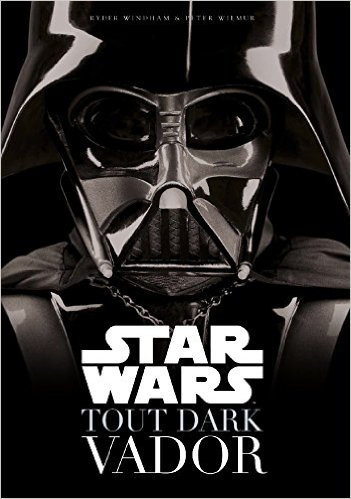 RYDER WINDHAM & PETER VILMUR
STAR
WARS
TOUT DARK
VADOR